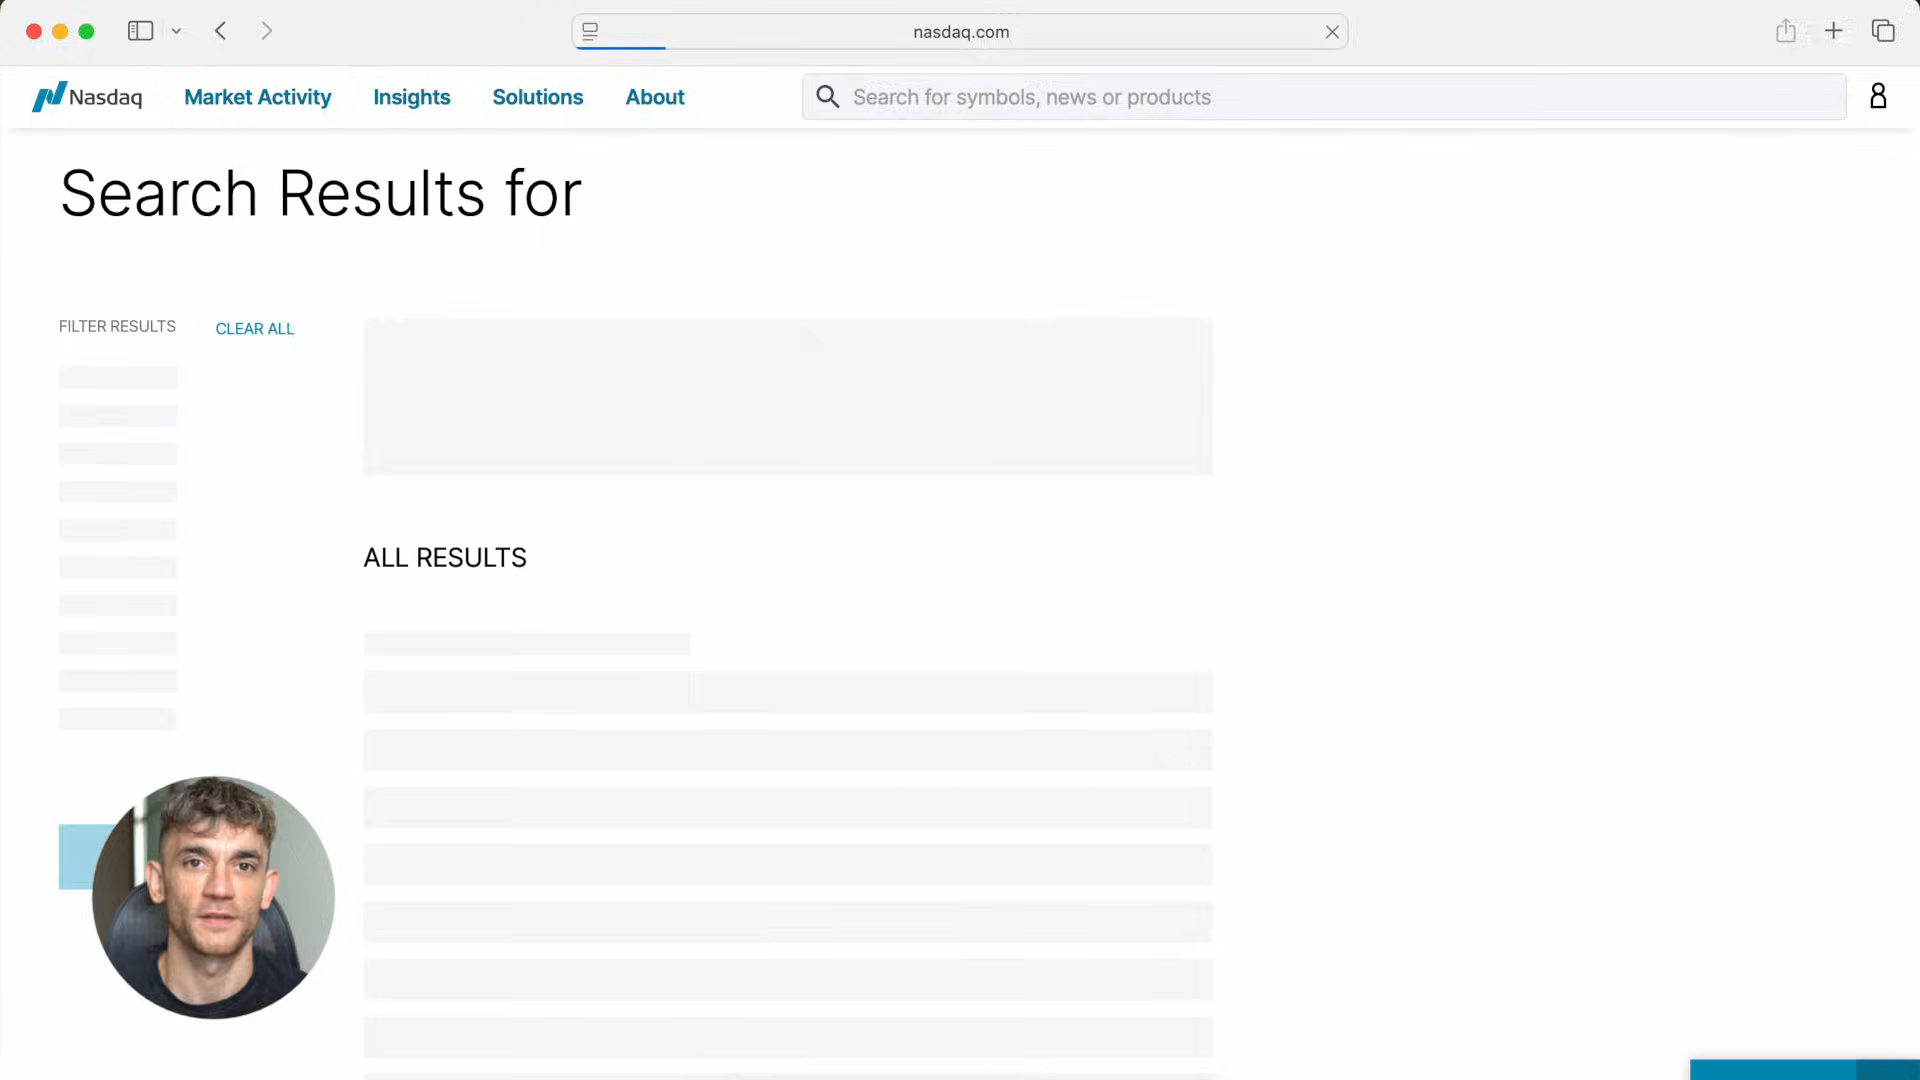 nasdaq.com
Nasdaq
Market Activity
Insights
Solutions
About
Search for symbols, news or products
Search Results for
FILTER RESULTS
CLEAR ALL
ALL RESULTS